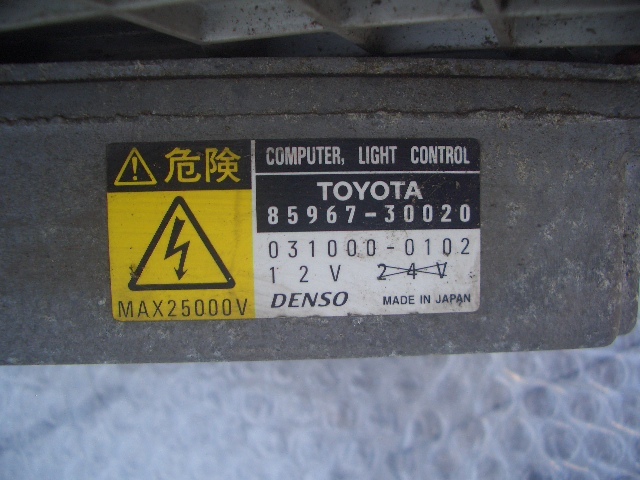 危険
MAX25000V
COMPUTER, LIGHT CONTROL
TOYOTA
85967-30020
031000-0102
12V 24V
DENSO MADE IN JAPAN